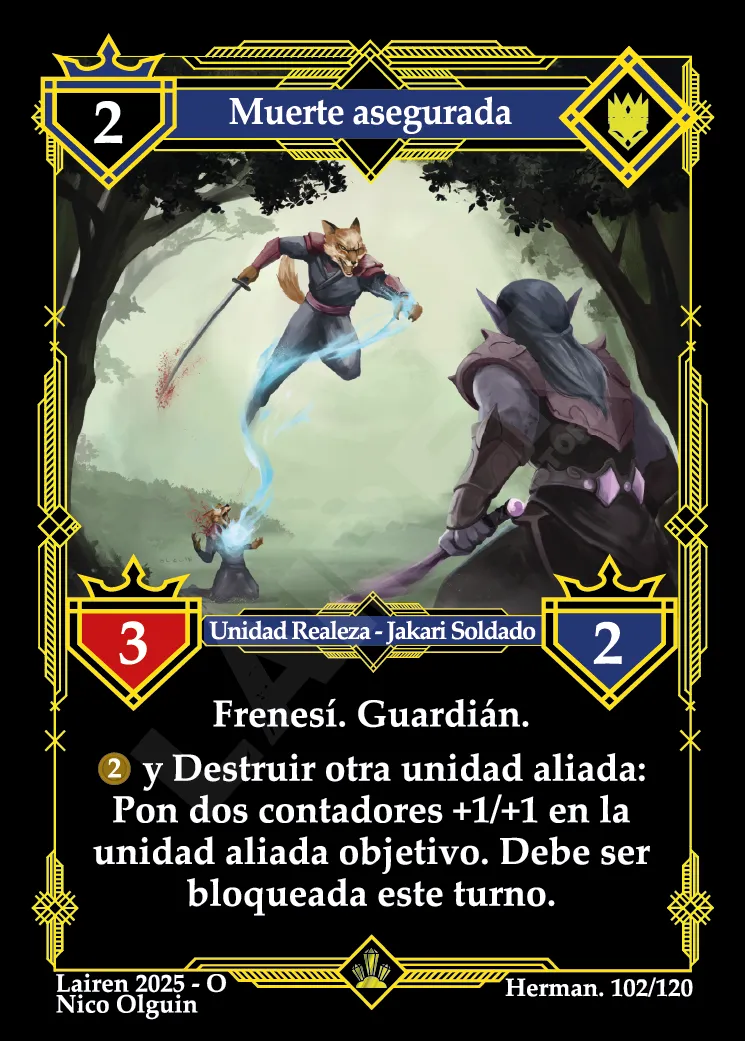 2
Muerte asegurada
3
Unidad Realeza - Jakari Soldado
2
Frenesí. Guardián.
2 y Destruir otra unidad aliada:
Pon dos contadores +1/+1 en la
unidad aliada objetivo. Debe ser
bloqueada este turno.
Lairen 2025 - O
Nico Olguin
Herman. 102/120